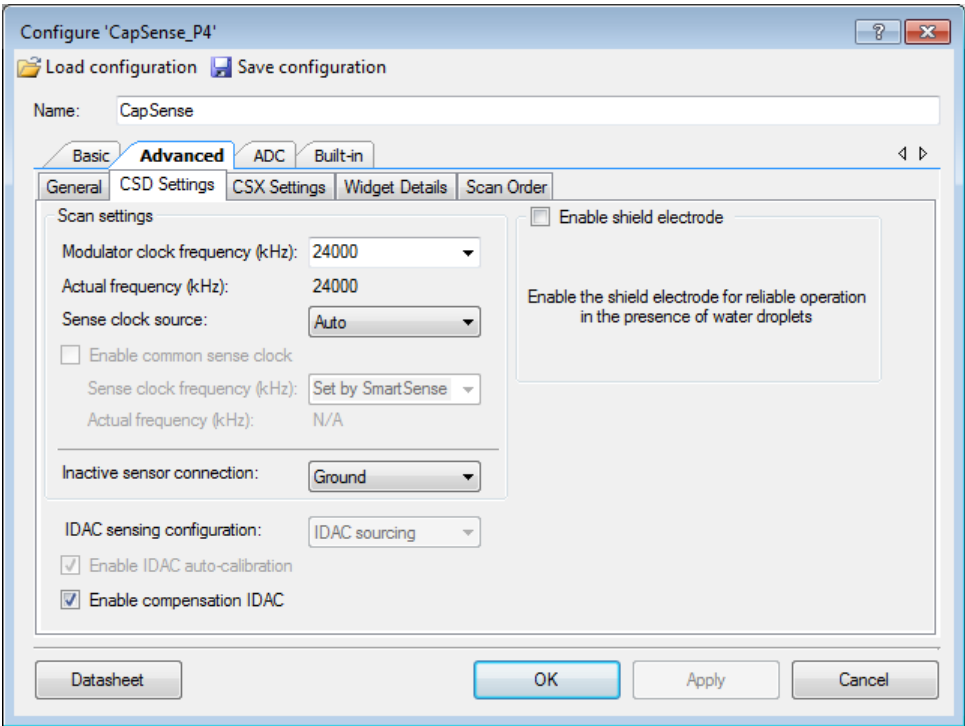 Configure 'CapSense_P4'
Load configuration Save configuration
Name: CapSense
Basic Advanced ADC Built-in
General CSD Settings CSX Settings Widget Details Scan Order
Scan settings
Modulator clock frequency (kHz): 24000
Actual frequency (kHz): 24000
Sense clock source: Auto
Enable common sense clock
Sense clock frequency (kHz): Set by SmartSense
Actual frequency (kHz): N/A
Inactive sensor connection: Ground
IDAC sensing configuration: IDAC sourcing
Enable IDAC auto-calibration
Enable compensation IDAC
Enable shield electrode
Enable the shield electrode for reliable operation
in the presence of water droplets
Datasheet OK Apply Cancel